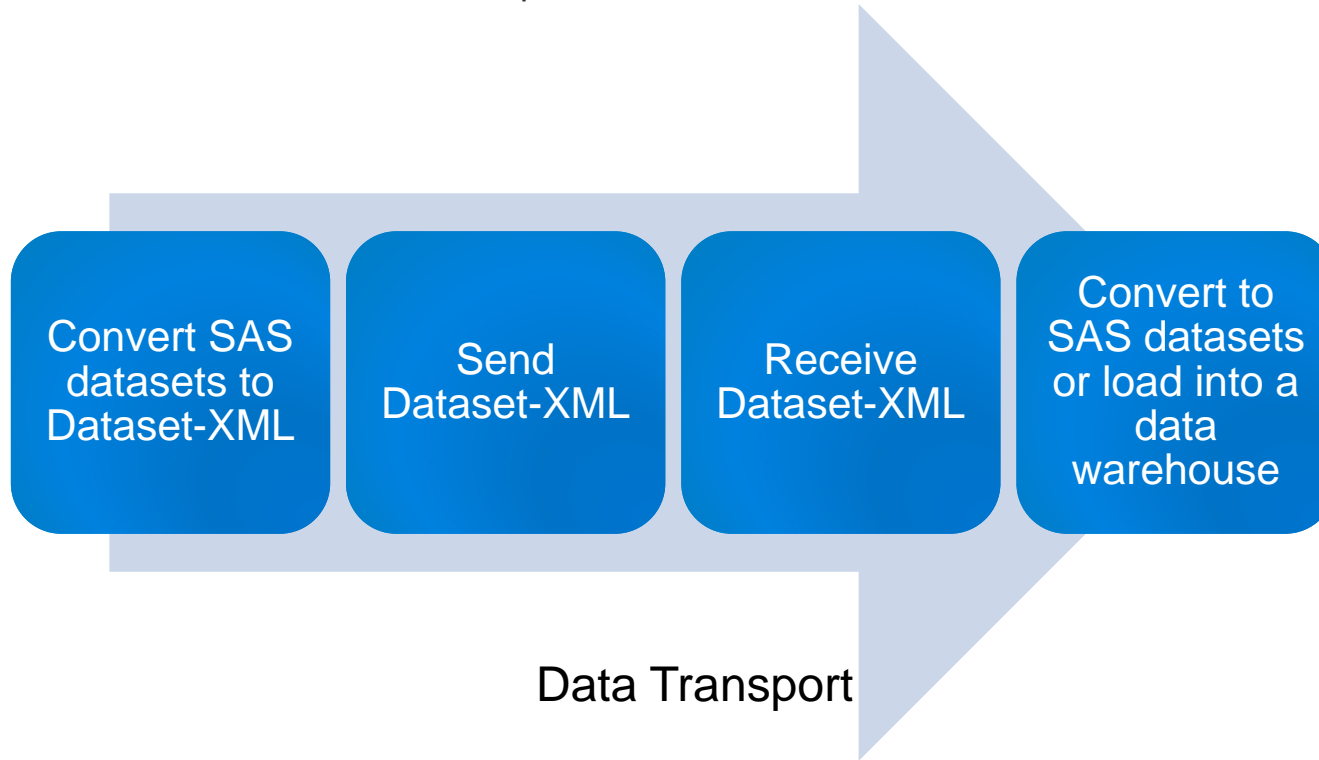 Convert SAS
datasets to
Dataset-XML
Send
Dataset-XML
Receive
Dataset-XML
Convert to
SAS datasets
or load into a
data
warehouse
Data Transport